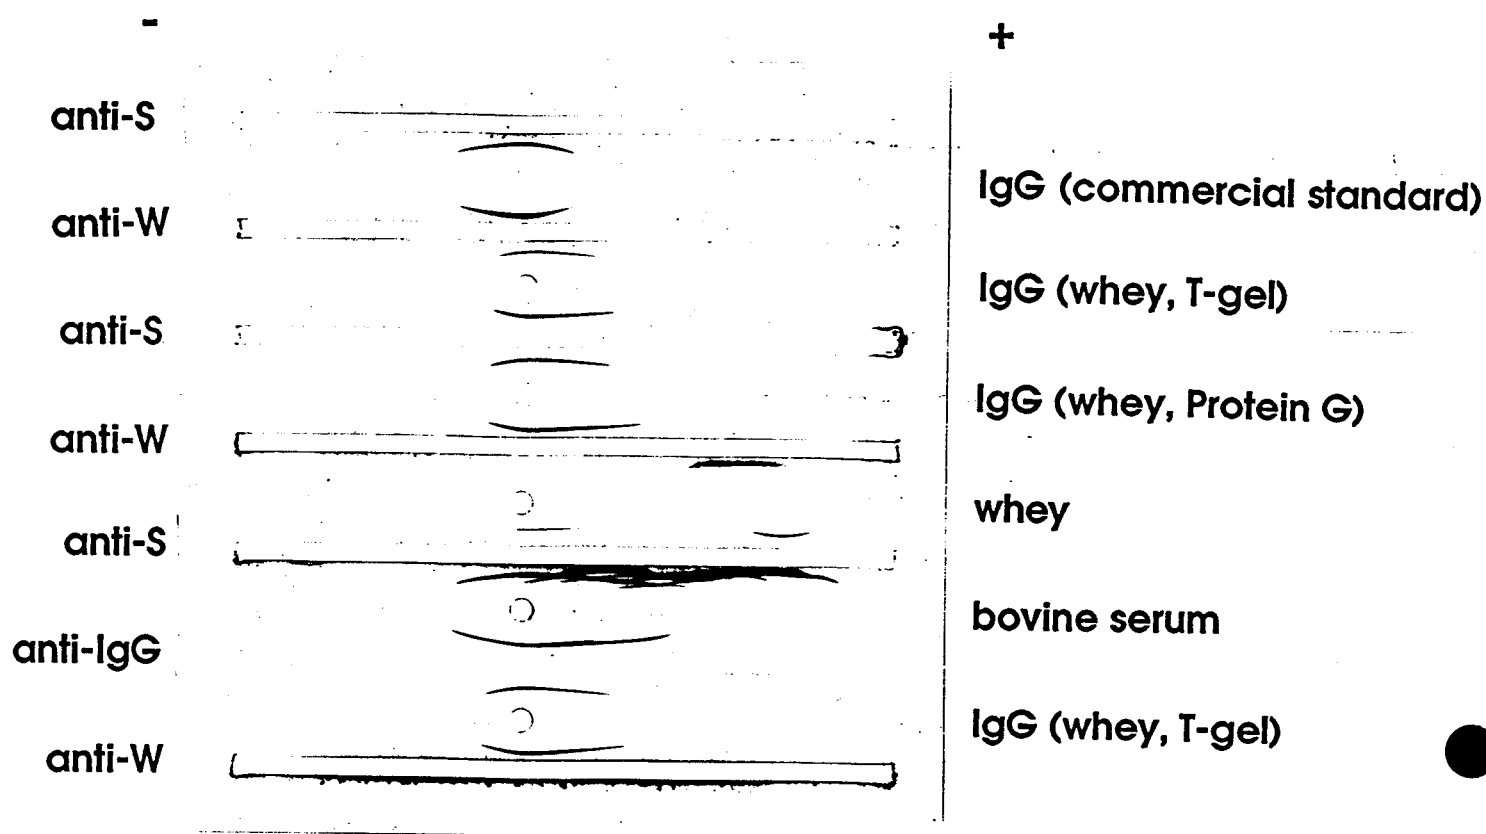 - +
anti-S
IgG (commercial standard)
anti-W
IgG (whey, T-gel)
anti-S
IgG (whey, Protein G)
anti-W
whey
anti-S
bovine serum
anti-IgG
IgG (whey, T-gel)
anti-W